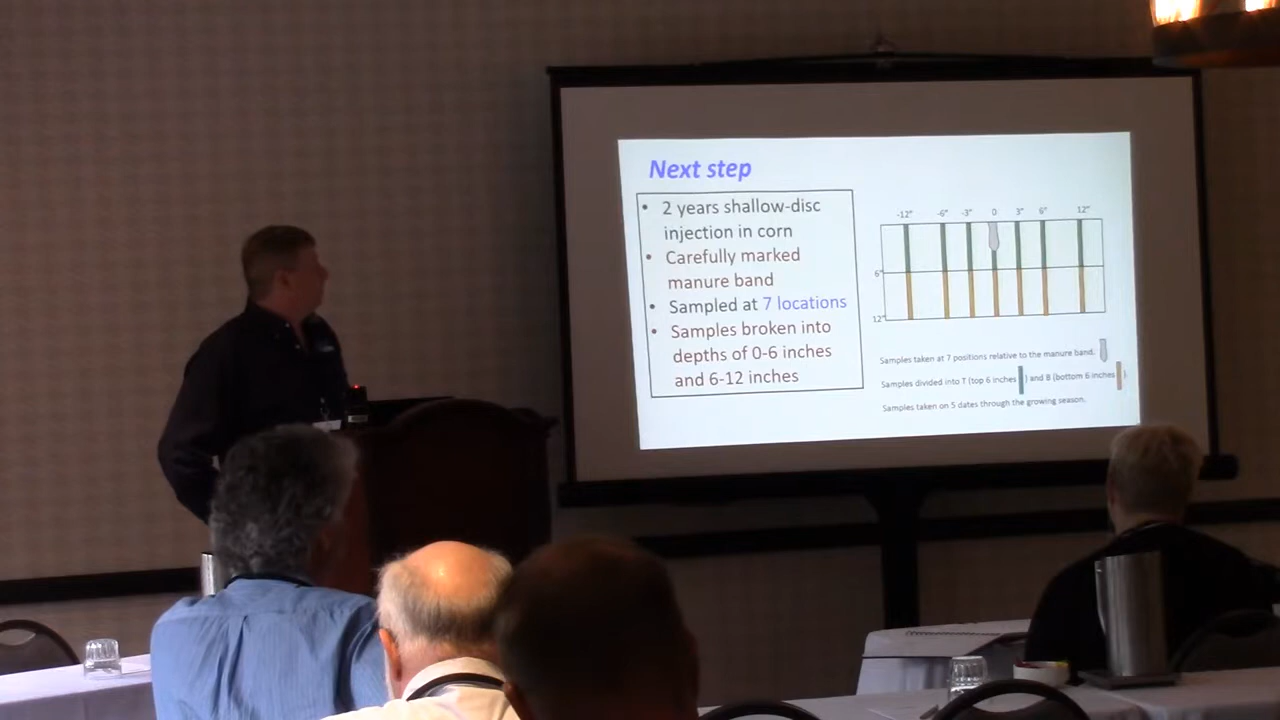 Next step
• 2 years shallow-disc
injection in corn
• Carefully marked
manure band
• Sampled at 7 locations
• Samples broken into
depths of 0-6 inches
and 6-12 inches
-12" -6" -3" 0 3" 6" 12"
6"
12"
Samples taken at 7 positions relative to the manure band.
Samples divided into T (top 6 inches ) and B (bottom 6 inches ).
Samples taken on 5 dates through the growing season.